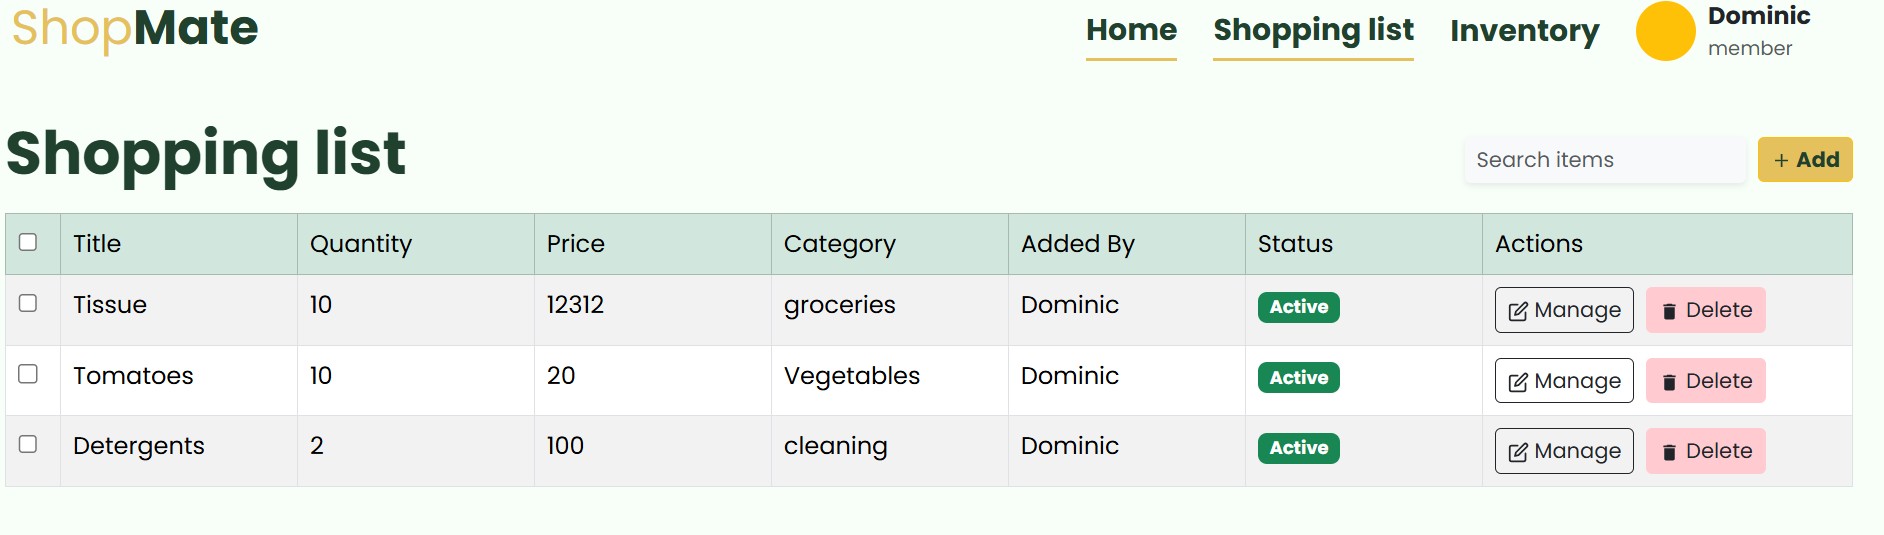 ShopMate
Home Shopping list Inventory
Dominic
member
Shopping list
Search items
+ Add
Title Quantity Price Category Added By Status Actions
Tissue 10 12312 groceries Dominic Active Manage Delete
Tomatoes 10 20 Vegetables Dominic Active Manage Delete
Detergents 2 100 cleaning Dominic Active Manage Delete